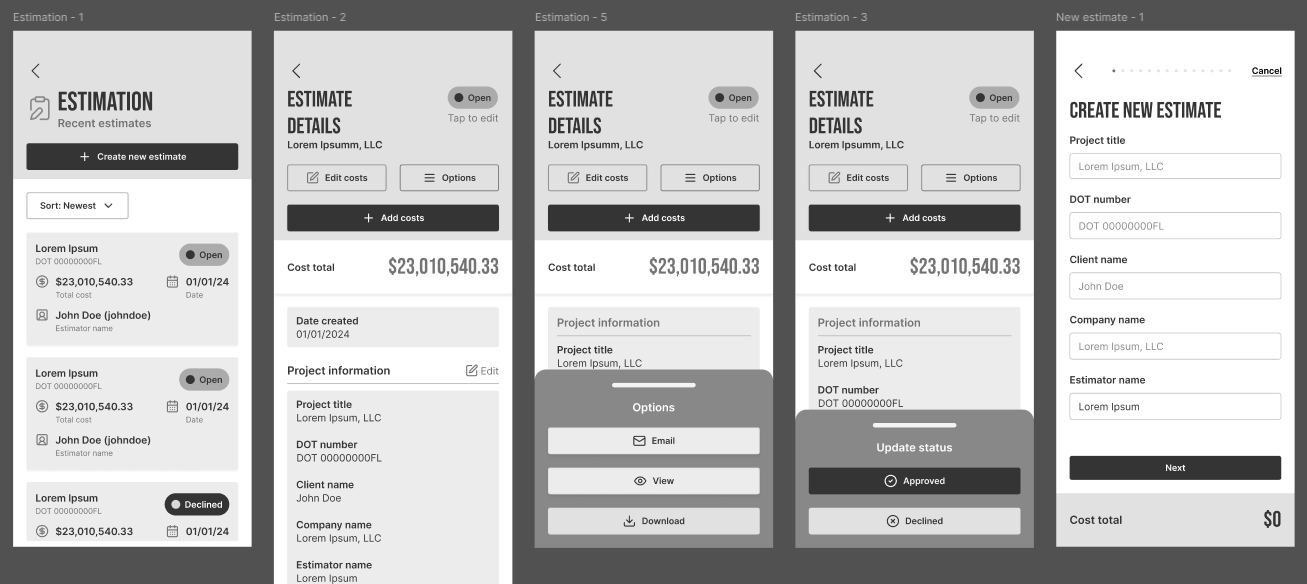 Estimation - 1
ESTIMATION
Recent estimates
Create new estimate
Sort: Newest
Lorem Ipsum
Open
DOT 00000000FL
$23,010,540.33
01/01/24
Total cost
Date
John Doe (johndoe)
Estimator name
Lorem Ipsum
Open
DOT 00000000FL
$23,010,540.33
01/01/24
Total cost
Date
John Doe (johndoe)
Estimator name
Lorem Ipsum
Declined
DOT 00000000FL
$23,010,540.33
01/01/24
Estimation - 2
ESTIMATE
DETAILS
Open
Tap to edit
Lorem Ipsumm, LLC
Edit costs
Options
Add costs
Cost total
$23,010,540.33
Date created
01/01/2024
Project information
Edit
Project title
Lorem Ipsum, LLC
DOT number
DOT 00000000FL
Client name
John Doe
Company name
Lorem Ipsum, LLC
Estimator name
Lorem Ipsum
Estimation - 5
ESTIMATE
DETAILS
Open
Tap to edit
Lorem Ipsumm, LLC
Edit costs
Options
Add costs
Cost total
$23,010,540.33
Project information
Project title
Lorem Ipsum, LLC
Options
Email
View
Download
Estimation - 3
ESTIMATE
DETAILS
Open
Tap to edit
Lorem Ipsumm, LLC
Edit costs
Options
Add costs
Cost total
$23,010,540.33
Project information
Project title
Lorem Ipsum, LLC
DOT number
DOT 00000000FL
Update status
Approved
Declined
New estimate - 1
Cancel
CREATE NEW ESTIMATE
Project title
Lorem Ipsum, LLC
DOT number
DOT 00000000FL
Client name
John Doe
Company name
Lorem Ipsum, LLC
Estimator name
Lorem Ipsum
Next
Cost total
$0